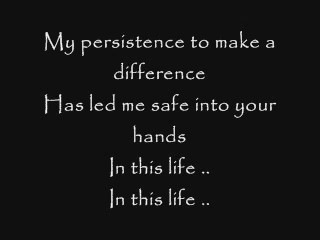 My persistence to make a
difference
Has led me safe into your
hands
In this life ..
In this life ..